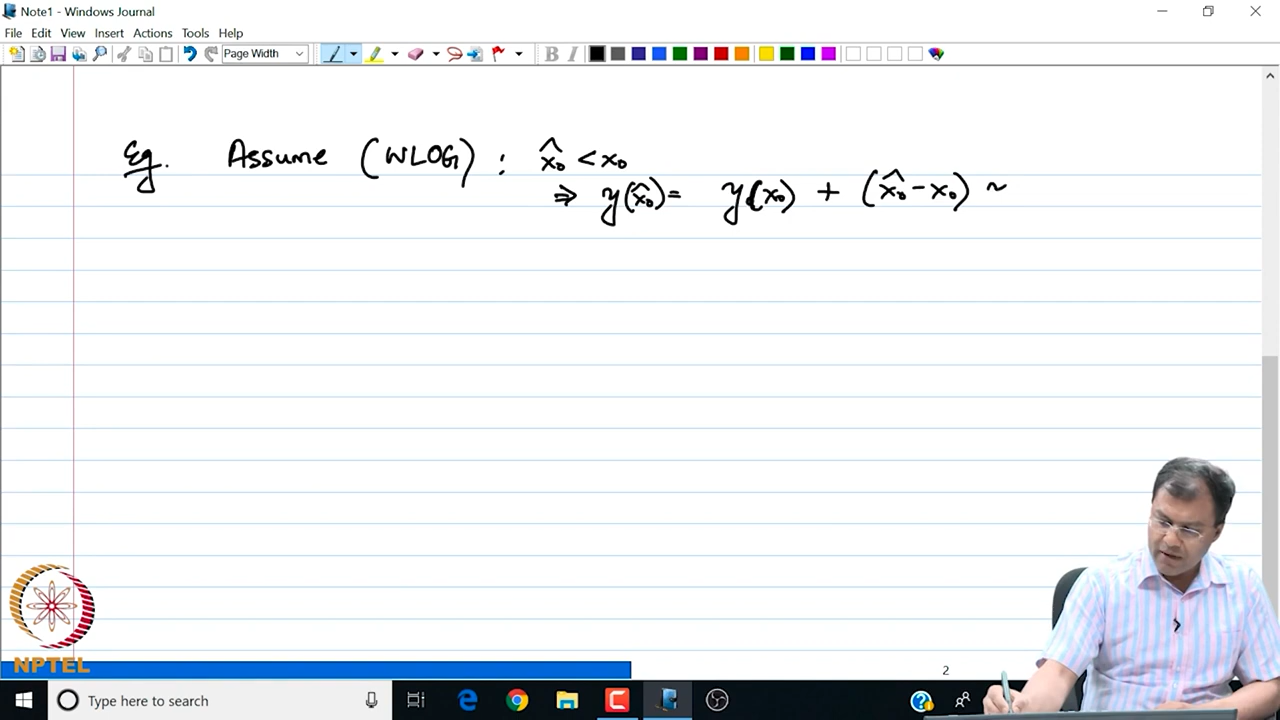 Note1 - Windows Journal
File Edit View Insert Actions Tools Help
Page Width B I
Eg. Assume (WLOG) : x̂₀ < x₀
⇒ y(x̂₀) = y(x₀) + (x̂₀ - x₀) ~
NPTEL
2
Type here to search